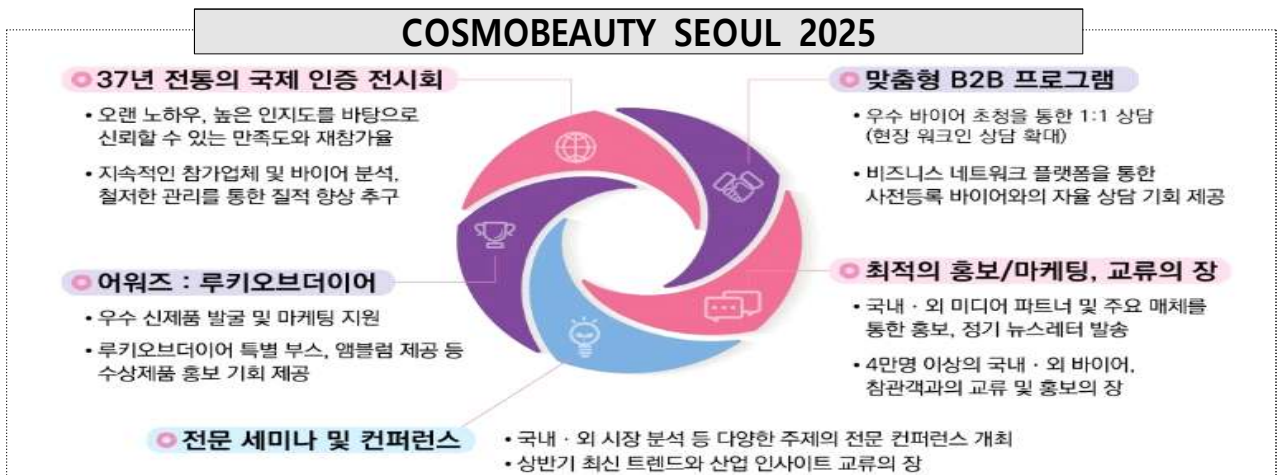 COSMOBEAUTY SEOUL 2025
37년 전통의 국제 인증 전시회
• 오랜 노하우, 높은 인지도를 바탕으로
신뢰할 수 있는 만족도와 재참가율
• 지속적인 참가업체 및 바이어 분석,
철저한 관리를 통한 질적 향상 추구
맞춤형 B2B 프로그램
• 우수 바이어 초청을 통한 1:1 상담
(현장 워크인 상담 확대)
• 비즈니스 네트워크 플랫폼을 통한
사전등록 바이어와의 자율 상담 기회 제공
어워즈 : 루키오브더이어
• 우수 신제품 발굴 및 마케팅 지원
• 루키오브더이어 특별 부스, 앰블럼 제공 등
수상제품 홍보 기회 제공
최적의 홍보/마케팅, 교류의 장
• 국내 · 외 미디어 파트너 및 주요 매체를
통한 홍보, 정기 뉴스레터 발송
• 4만명 이상의 국내 · 외 바이어,
참관객과의 교류 및 홍보의 장
전문 세미나 및 컨퍼런스
• 국내 · 외 시장 분석 등 다양한 주제의 전문 컨퍼런스 개최
• 상반기 최신 트렌드와 산업 인사이트 교류의 장